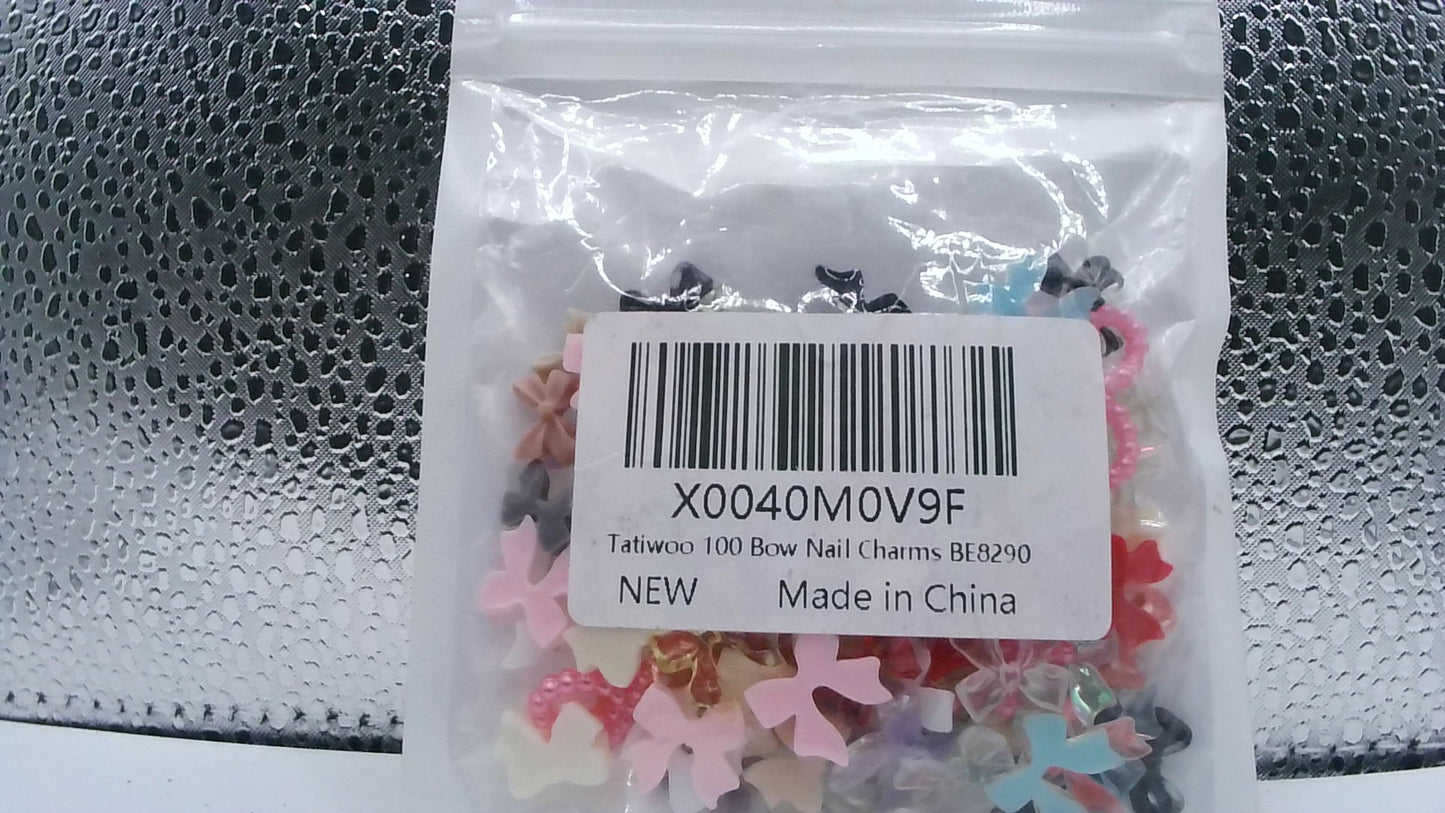 X0040M0V9F
Tatiwoo 100 Bow Nail Charms BE8290
NEW Made in China